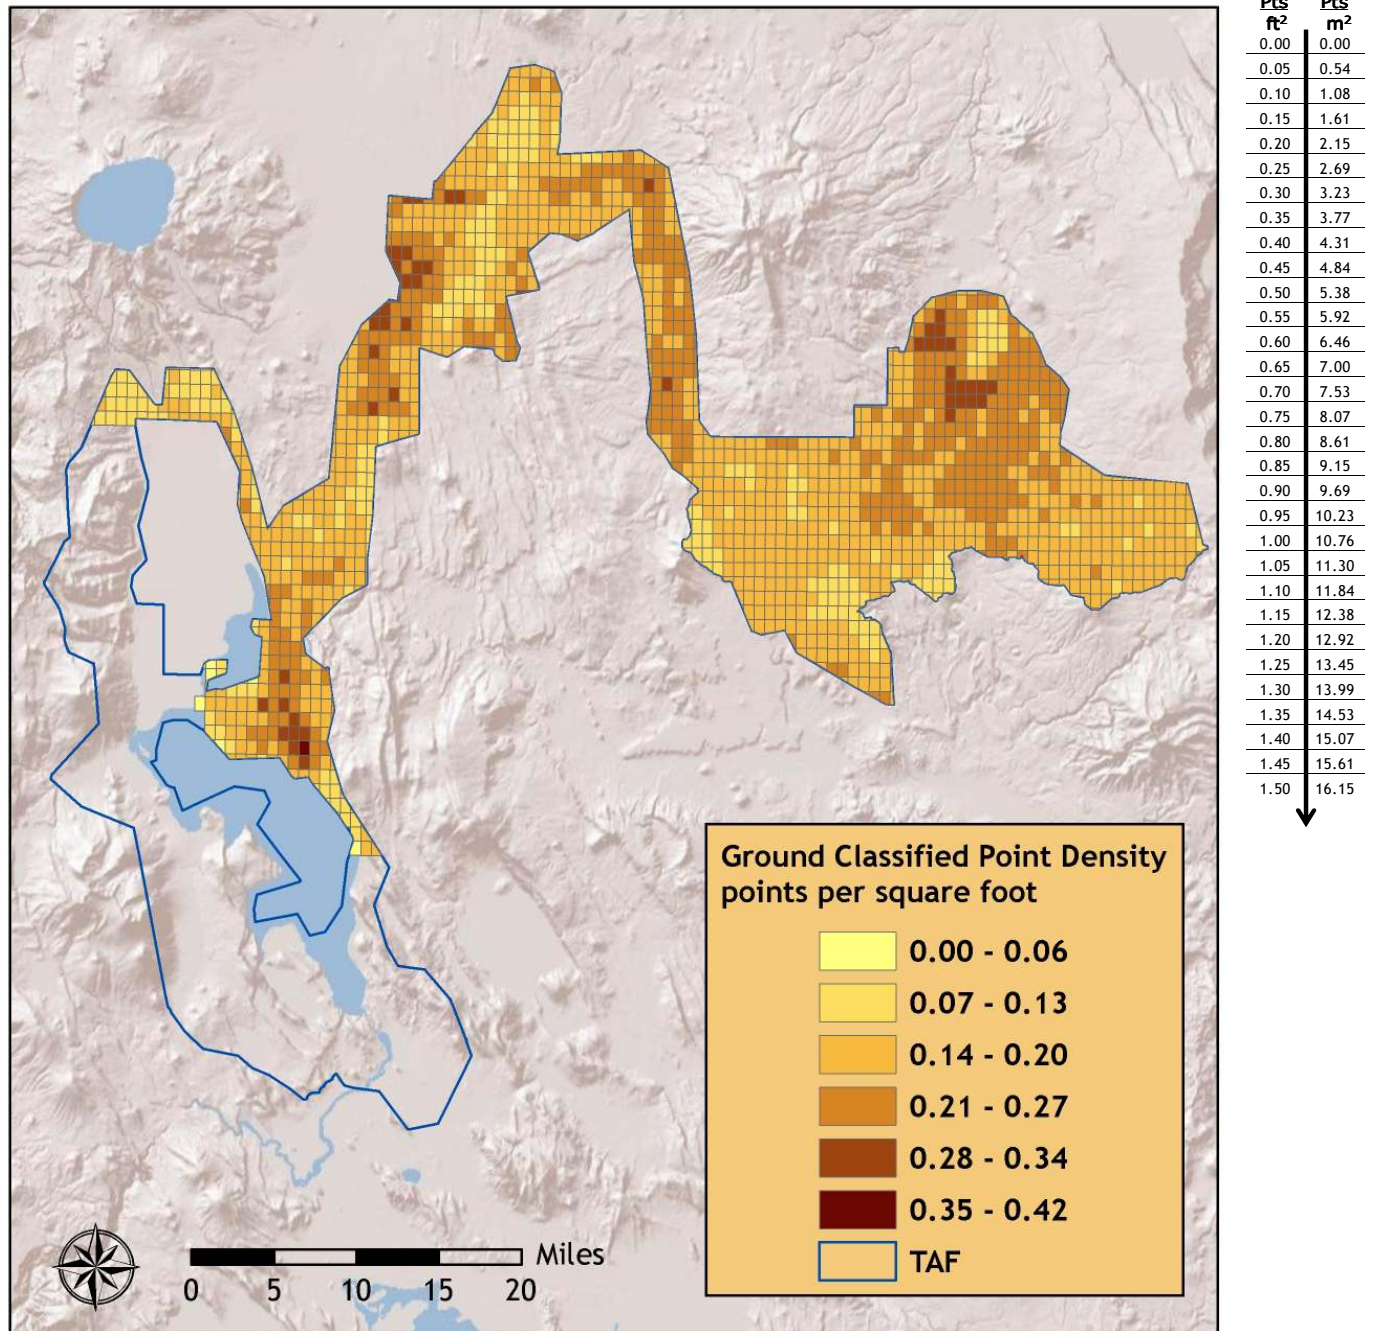 Pts Pts
ft² m²
0.00 0.00
0.05 0.54
0.10 1.08
0.15 1.61
0.20 2.15
0.25 2.69
0.30 3.23
0.35 3.77
0.40 4.31
0.45 4.84
0.50 5.38
0.55 5.92
0.60 6.46
0.65 7.00
0.70 7.53
0.75 8.07
0.80 8.61
0.85 9.15
0.90 9.69
0.95 10.23
1.00 10.76
1.05 11.30
1.10 11.84
1.15 12.38
1.20 12.92
1.25 13.45
1.30 13.99
1.35 14.53
1.40 15.07
1.45 15.61
1.50 16.15
Ground Classified Point Density
points per square foot
0.00 - 0.06
0.07 - 0.13
0.14 - 0.20
0.21 - 0.27
0.28 - 0.34
0.35 - 0.42
TAF
Miles
0 5 10 15 20